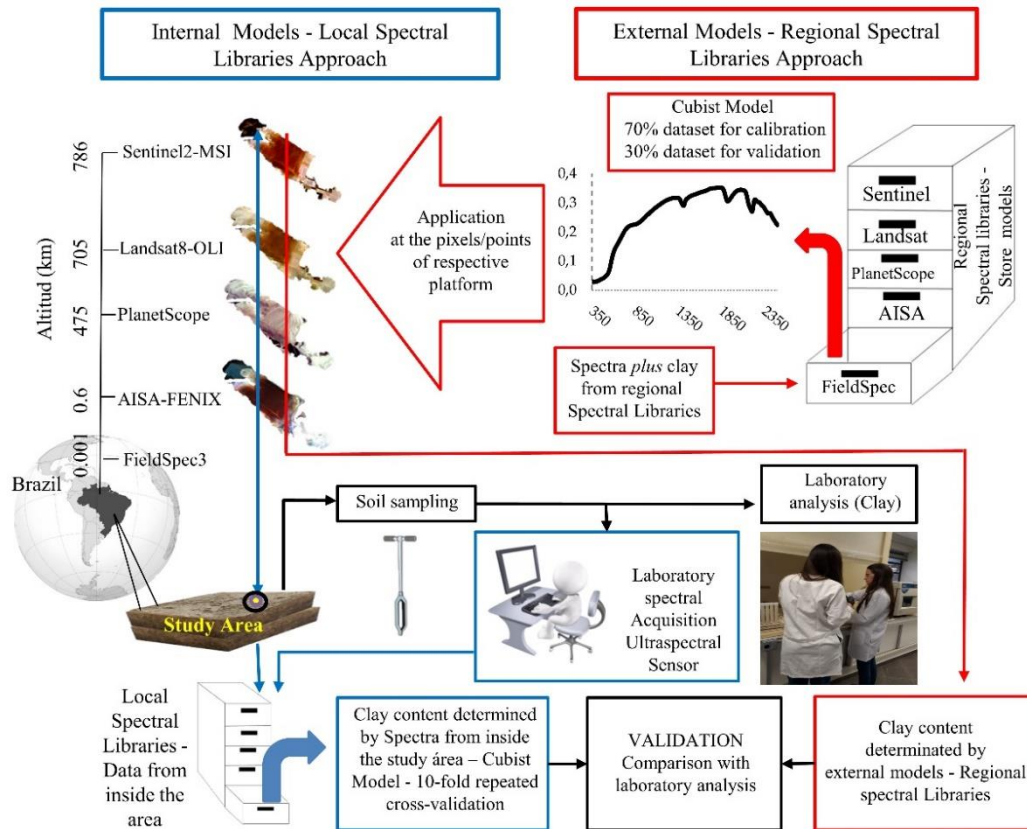 Internal Models - Local Spectral
Libraries Approach
External Models - Regional Spectral
Libraries Approach
Altitud (km)
786
705
475
0.6
0.001
Sentinel2-MSI
Landsat8-OLI
PlanetScope
AISA-FENIX
FieldSpec3
Brazil
Application
at the pixels/points
of respective
platform
Cubist Model
70% dataset for calibration
30% dataset for validation
0,4
0,3
0,2
0,1
0,0
350
850
1350
1850
2350
Sentinel
Landsat
PlanetScope
AISA
FieldSpec
Regional
Spectral libraries -
Store models
Spectra plus clay
from regional
Spectral Libraries
Soil sampling
Laboratory
analysis (Clay)
Study Area
Laboratory
spectral
Acquisition
Ultraspectral
Sensor
Local
Spectral
Libraries -
Data from
inside the
area
Clay content determined
by Spectra from inside
the study área – Cubist
Model - 10-fold repeated
cross-validation
VALIDATION
Comparison with
laboratory analysis
Clay content
determinated by
external models - Regional
spectral Libraries